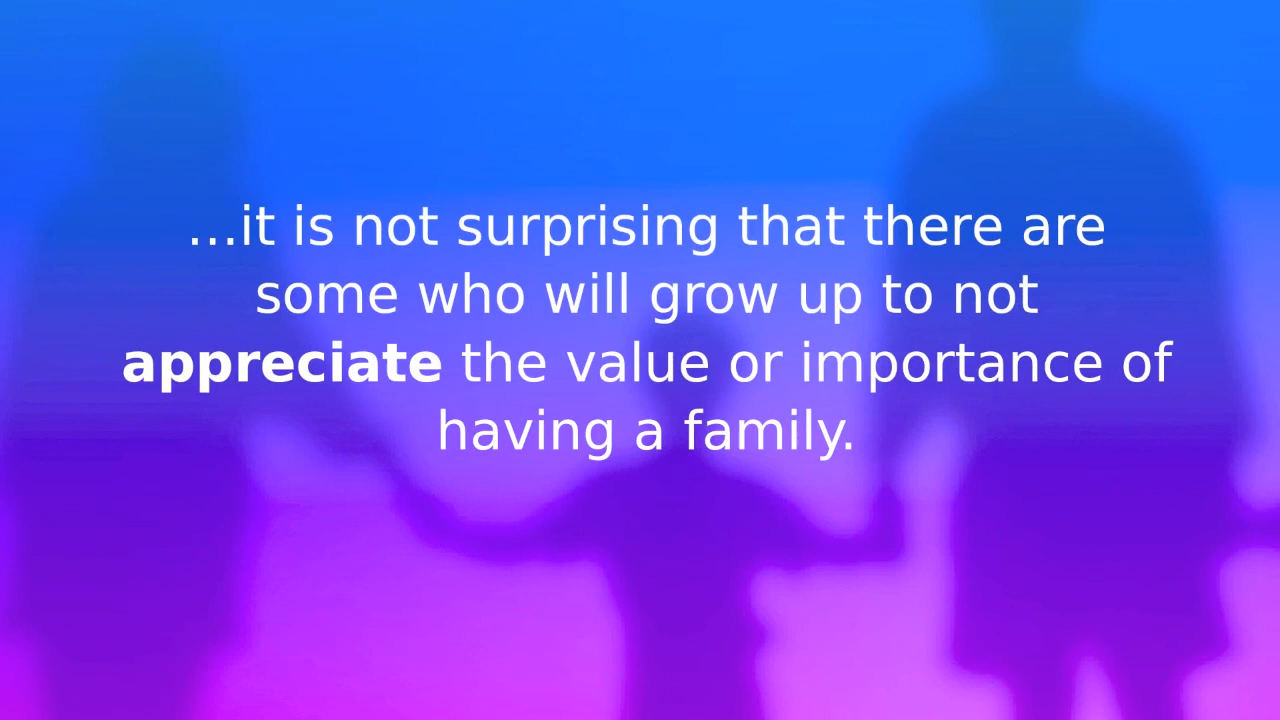 …it is not surprising that there are
some who will grow up to not
appreciate the value or importance of
having a family.